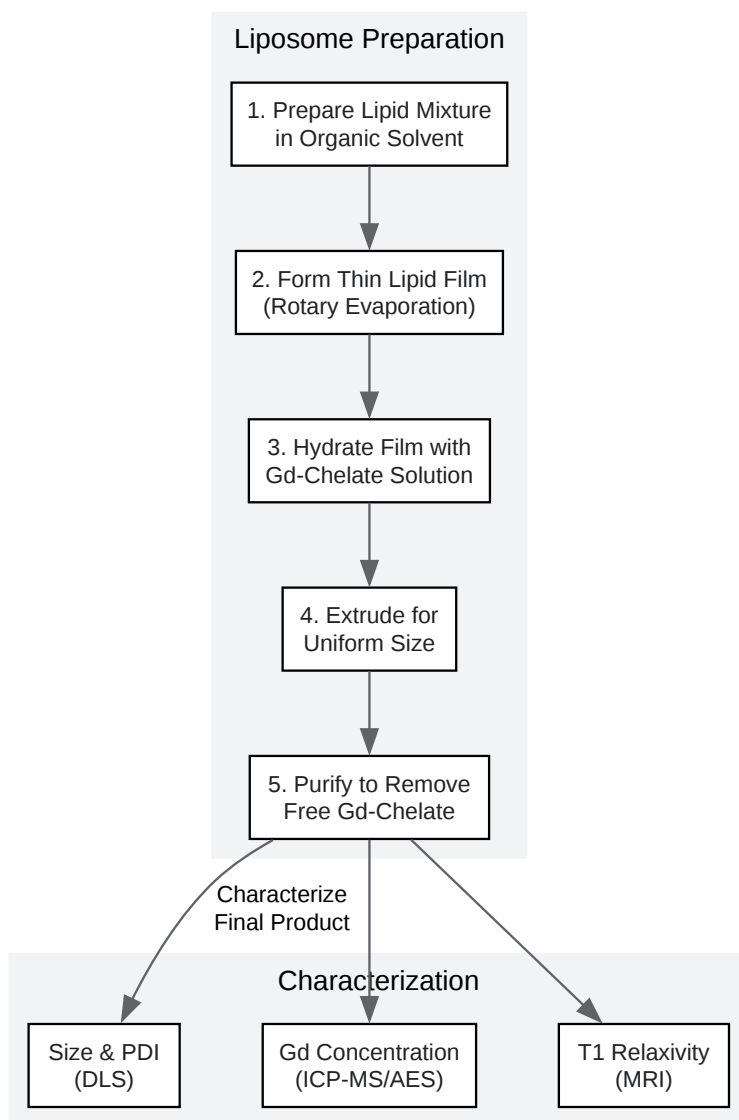 Liposome Preparation
1. Prepare Lipid Mixture
in Organic Solvent
2. Form Thin Lipid Film
(Rotary Evaporation)
3. Hydrate Film with
Gd-Chelate Solution
4. Extrude for
Uniform Size
5. Purify to Remove
Free Gd-Chelate
Characterize
Final Product
Characterization
Size & PDI
(DLS)
Gd Concentration
(ICP-MS/AES)
T1 Relaxivity
(MRI)